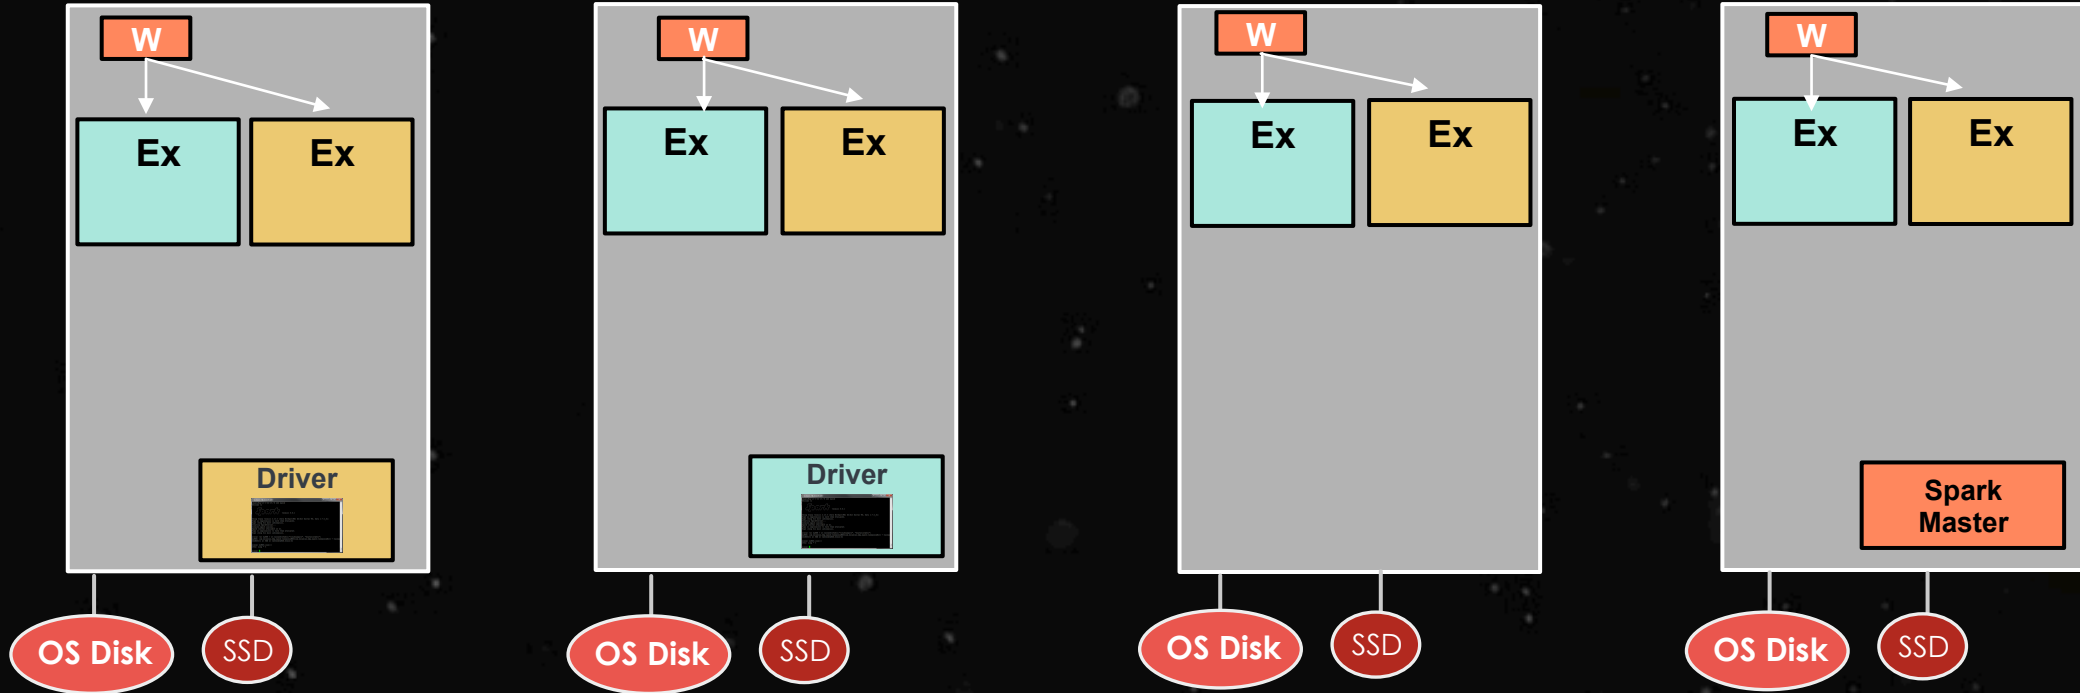 W
Ex Ex
Driver
OS Disk SSD
W
Ex Ex
Driver
OS Disk SSD
W
Ex Ex
OS Disk SSD
W
Ex Ex
Spark
Master
OS Disk SSD